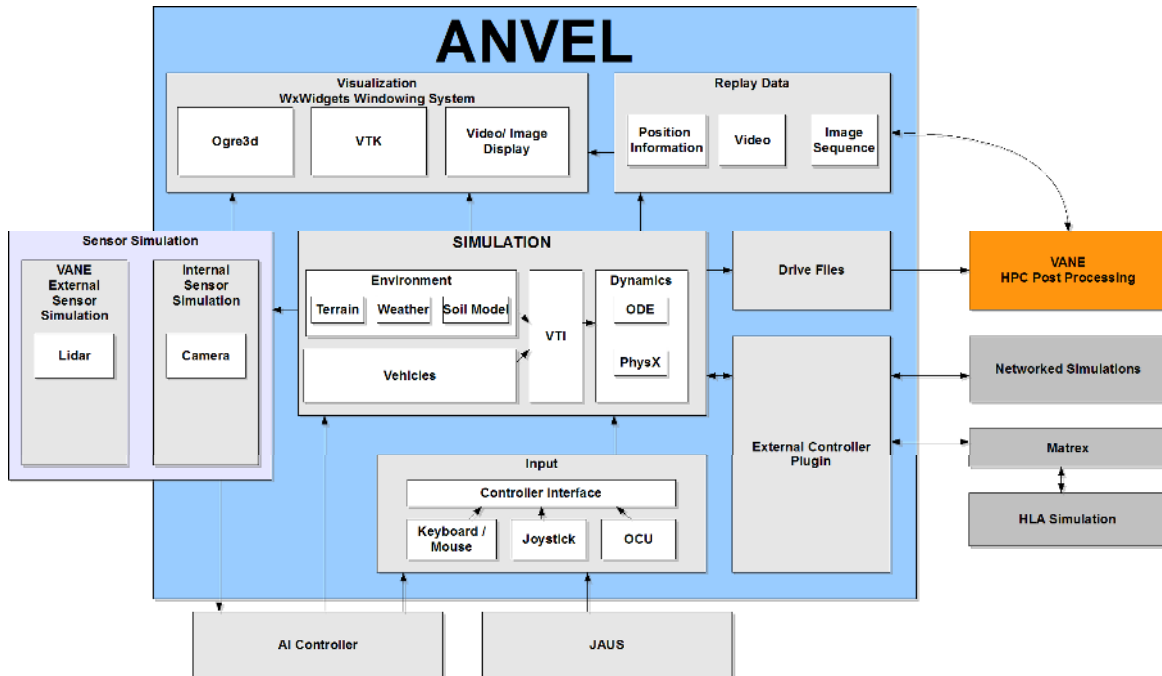 ANVEL
Visualization
WxWidgets Windowing System
Ogre3d
VTK
Video/ Image
Display
Replay Data
Position
Information
Video
Image
Sequence
Sensor Simulation
VANE
External
Sensor
Simulation
Lidar
Internal
Sensor
Simulation
Camera
SIMULATION
Environment
Terrain
Weather
Soil Model
Vehicles
VTI
Dynamics
ODE
PhysX
Drive Files
VANE
HPC Post Processing
External Controller
Plugin
Networked Simulations
Matrex
HLA Simulation
Input
Controller Interface
Keyboard /
Mouse
Joystick
OCU
AI Controller
JAUS